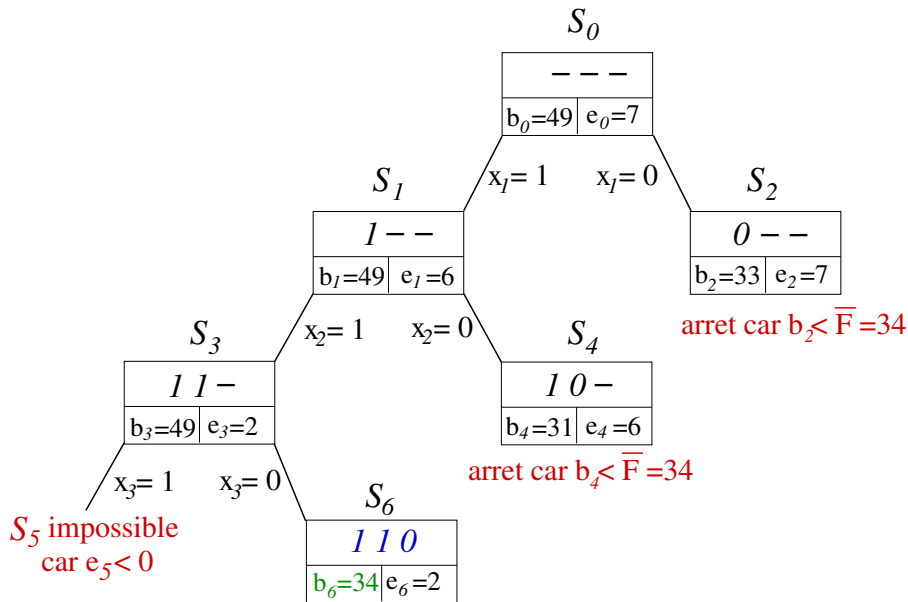 S₀
– – –
b₀=49 e₀=7
x₁= 1 x₁= 0
S₁ S₂
1 – – 0 – –
b₁=49 e₁=6 b₂=33 e₂=7
arret car b₂< F̅ =34
x₂= 1 x₂= 0
S₃ S₄
1 1 – 1 0 –
b₃=49 e₃=2 b₄=31 e₄=6
arret car b₄< F̅ =34
x₃= 1 x₃= 0
S₅ impossible
car e₅< 0
S₆
1 1 0
b₆=34 e₆=2